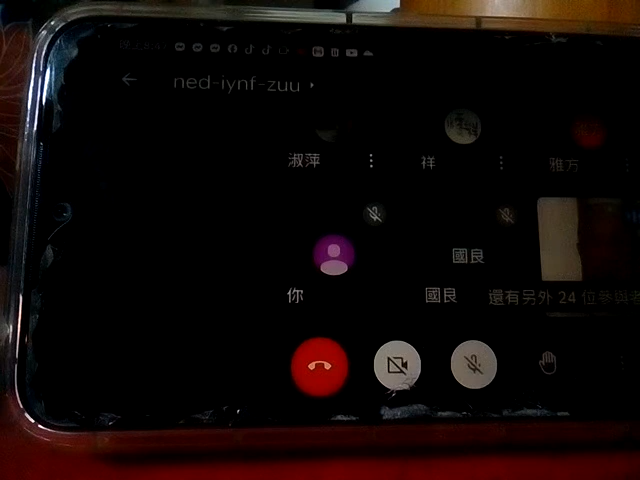 ned-iynf-zuu
淑萍 祥 雅方
國良
你 國良 還有另外 24 位參與者